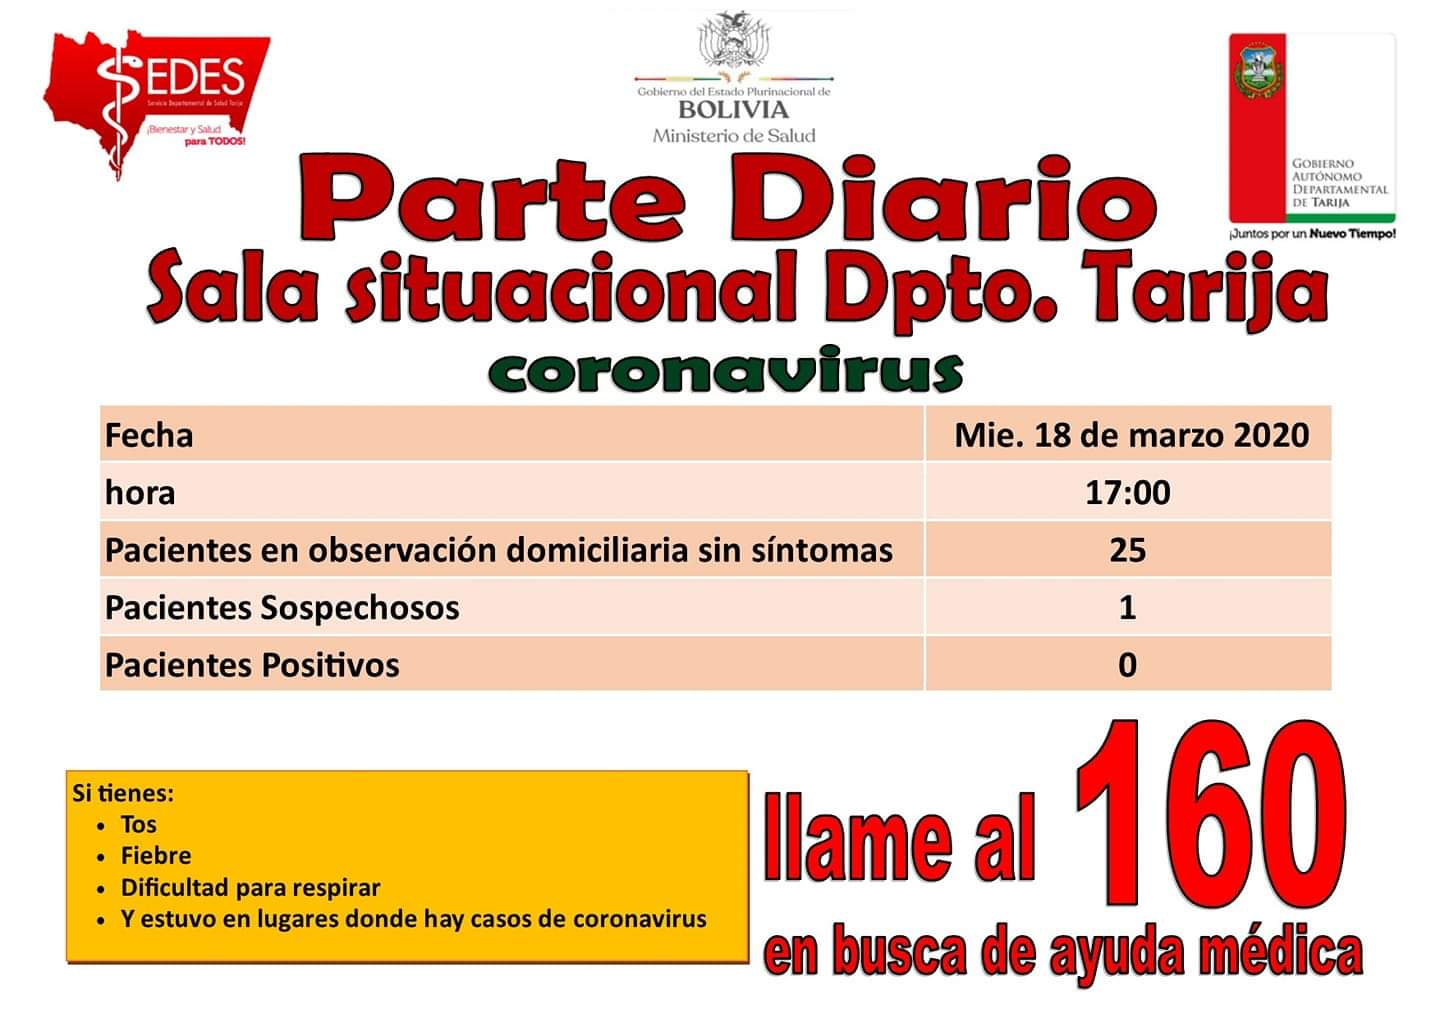 SEDES
Servicio Departamental de Salud Tarija
¡Bienestar y Salud
para TODOS!
Gobierno del Estado Plurinacional de
BOLIVIA
Ministerio de Salud
GOBIERNO
AUTÓNOMO
DEPARTAMENTAL
DE TARIJA
¡Juntos por un Nuevo Tiempo!
Parte Diario
Sala situacional Dpto. Tarija
coronavirus
Fecha Mie. 18 de marzo 2020
hora 17:00
Pacientes en observación domiciliaria sin síntomas 25
Pacientes Sospechosos 1
Pacientes Positivos 0
Si tienes:
• Tos
• Fiebre
• Dificultad para respirar
• Y estuvo en lugares donde hay casos de coronavirus
llame al 160
en busca de ayuda médica